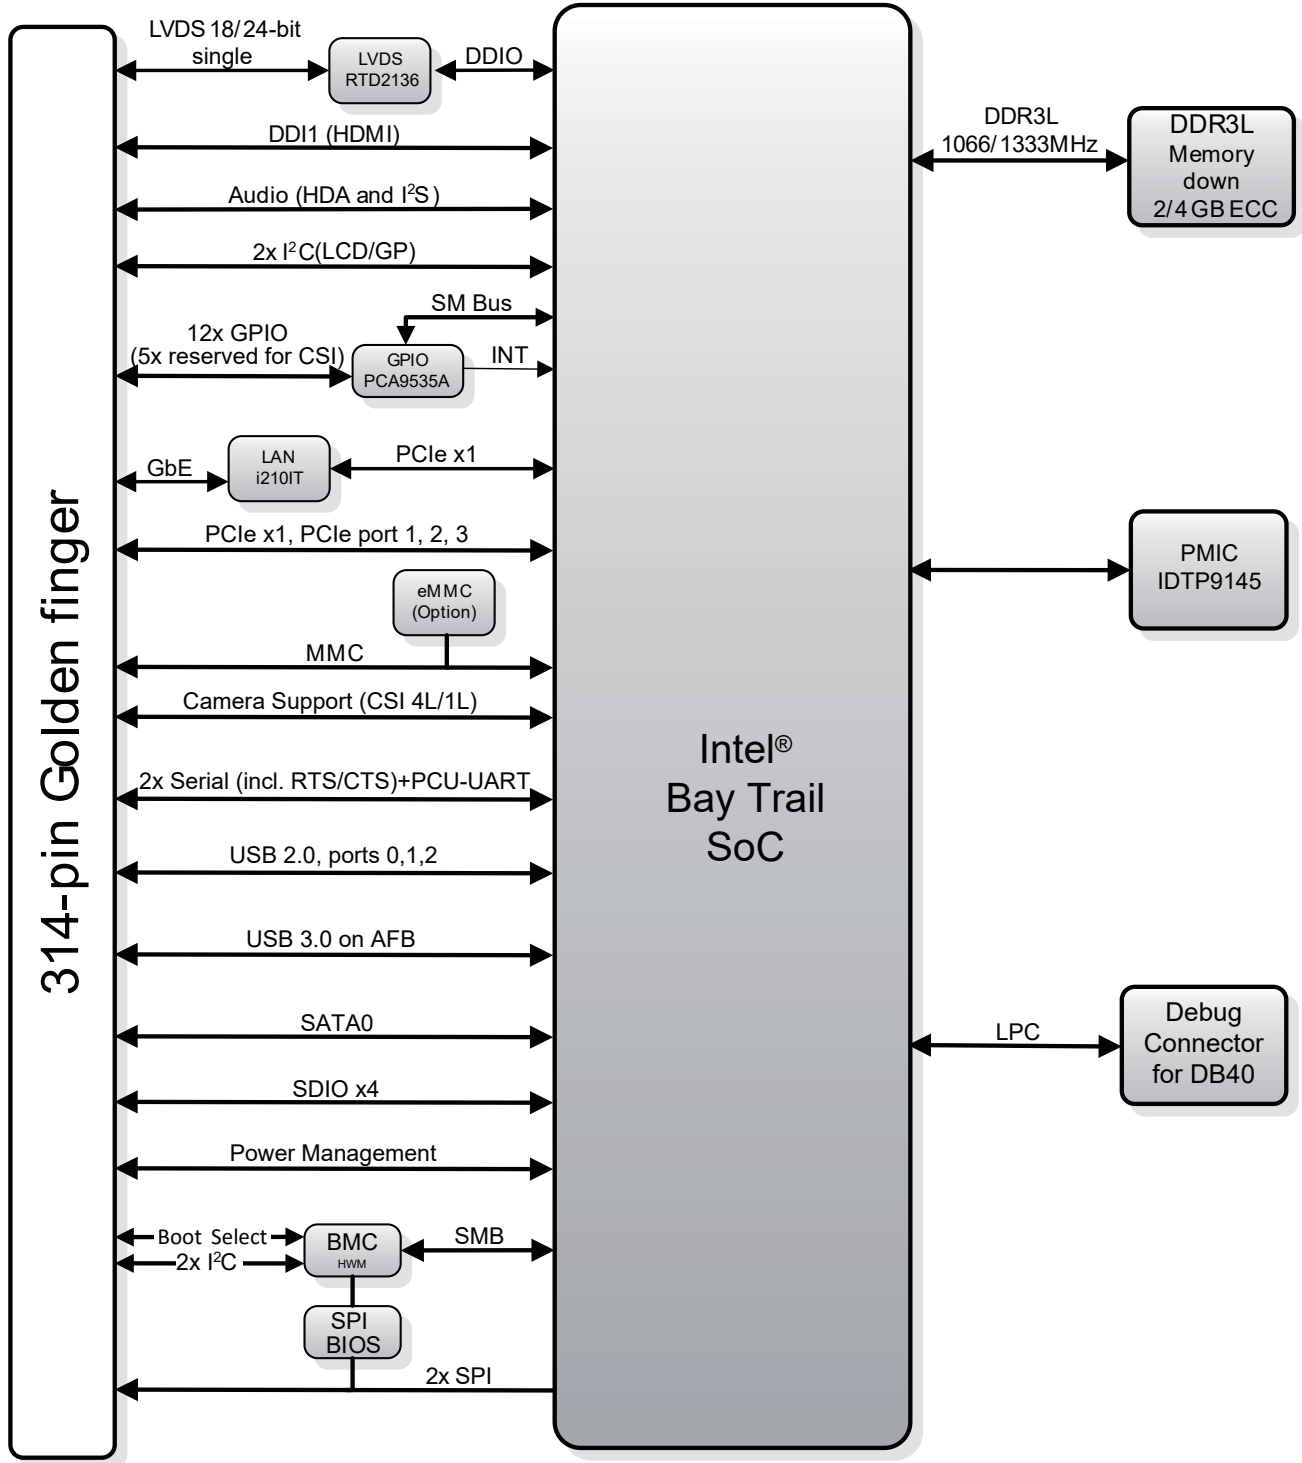 LVDS 18/24-bit
single
LVDS
RTD2136
DDIO
DDI1 (HDMI)
Audio (HDA and I²S)
2x I²C(LCD/GP)
SM Bus
12x GPIO
(5x reserved for CSI)
GPIO
PCA9535A
INT
LAN
i210IT
GbE
PCIe x1
PCIe x1, PCIe port 1, 2, 3
eMMC
(Option)
MMC
Camera Support (CSI 4L/1L)
2x Serial (incl. RTS/CTS)+PCU-UART
USB 2.0, ports 0,1,2
USB 3.0 on AFB
SATA0
SDIO x4
Power Management
Boot Select
2x I²C
BMC
HWM
SMB
SPI
BIOS
2x SPI
314-pin Golden finger
Intel®
Bay Trail
SoC
DDR3L
1066/1333MHz
DDR3L
Memory
down
2/4 GB ECC
PMIC
IDTP9145
LPC
Debug
Connector
for DB40